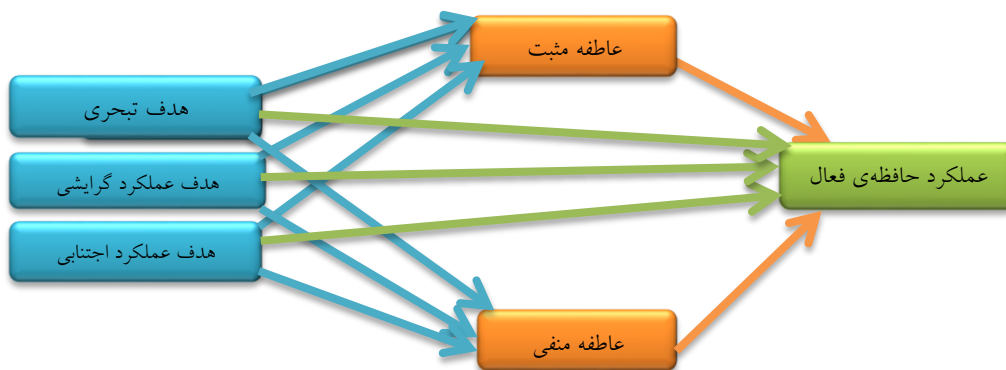 عاطفه مثبت
هدف تبحری
عملکرد حافظه‌ی فعال
هدف عملکرد گرایشی
هدف عملکرد اجتنابی
عاطفه منفی